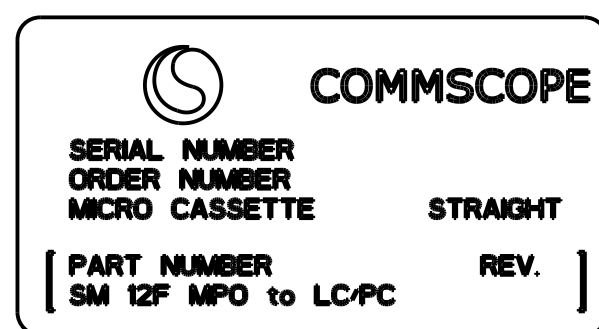 COMMSCOPE
SERIAL NUMBER
ORDER NUMBER
MICRO CASSETTE STRAIGHT
PART NUMBER REV.
SM 12F MPO to LC/PC